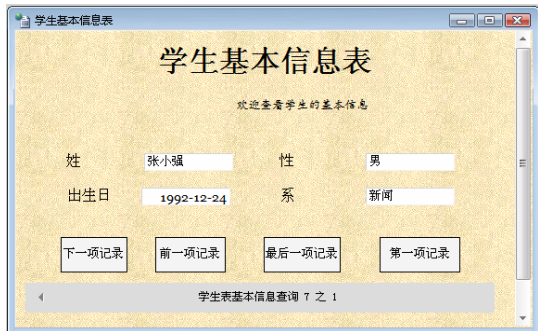 学生基本信息表
学生基本信息表
欢迎查看学生的基本信息
姓 张小强 性 男
出生日 1992-12-24 系 新闻
下一项记录 前一项记录 最后一项记录 第一项记录
学生表基本信息查询 7 之 1